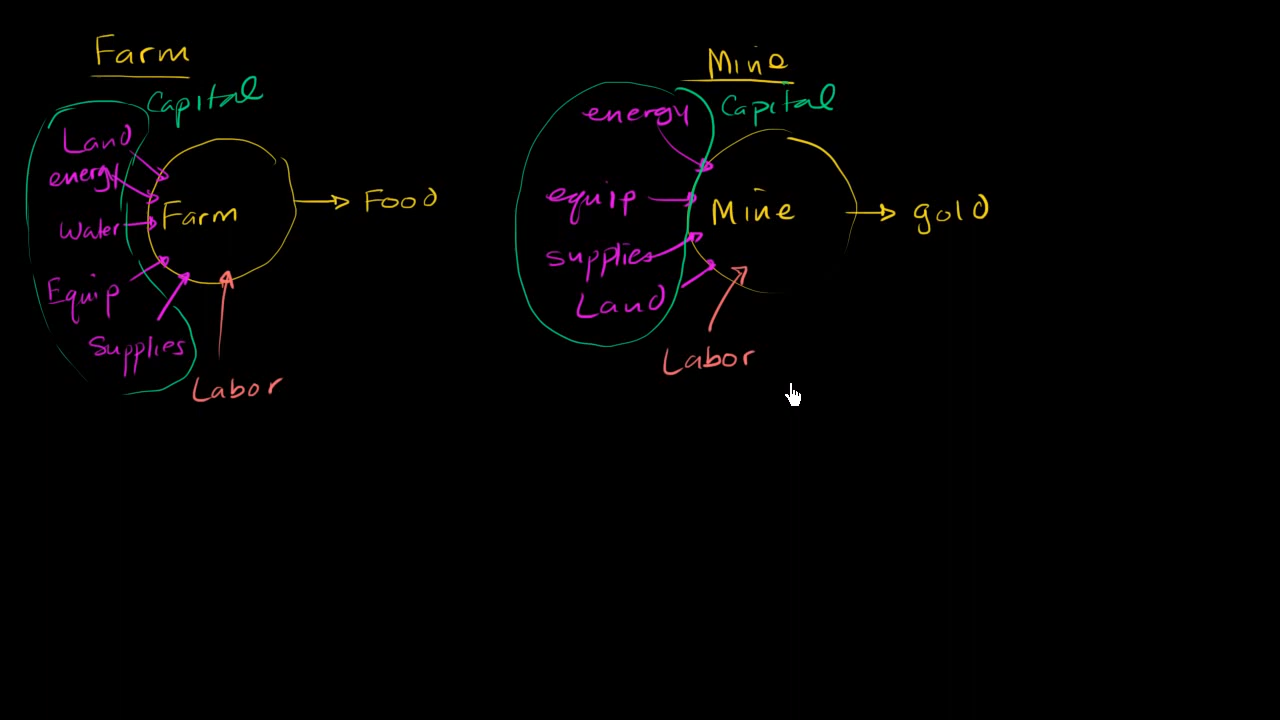 Farm
Capital
Land
energy
Water
Equip
Supplies
Labor
Farm
Food
Mine
Capital
energy
equip
supplies
Land
Labor
Mine
gold